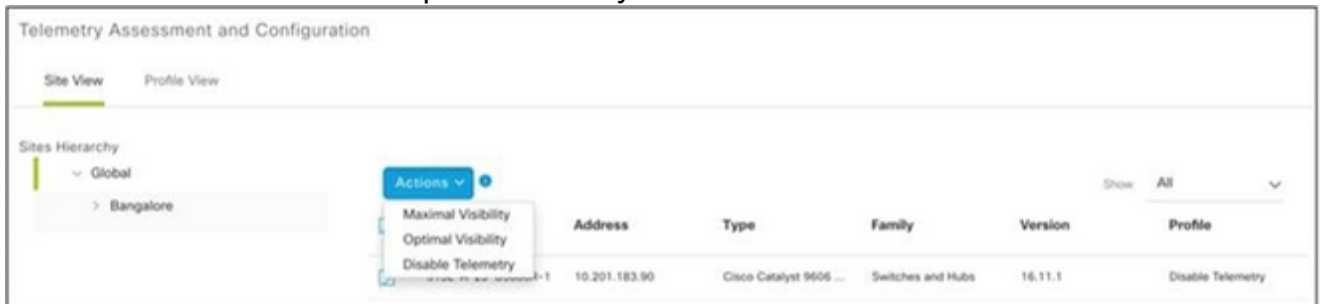 Telemetry Assessment and Configuration
Site View Profile View
Sites Hierarchy
Global
Bangalore
Actions
Show All
Maximal Visibility
Optimal Visibility
Disable Telemetry
Address Type Family Version Profile
10.201.183.90 Cisco Catalyst 9606 ... Switches and Hubs 16.11.1 Disable Telemetry